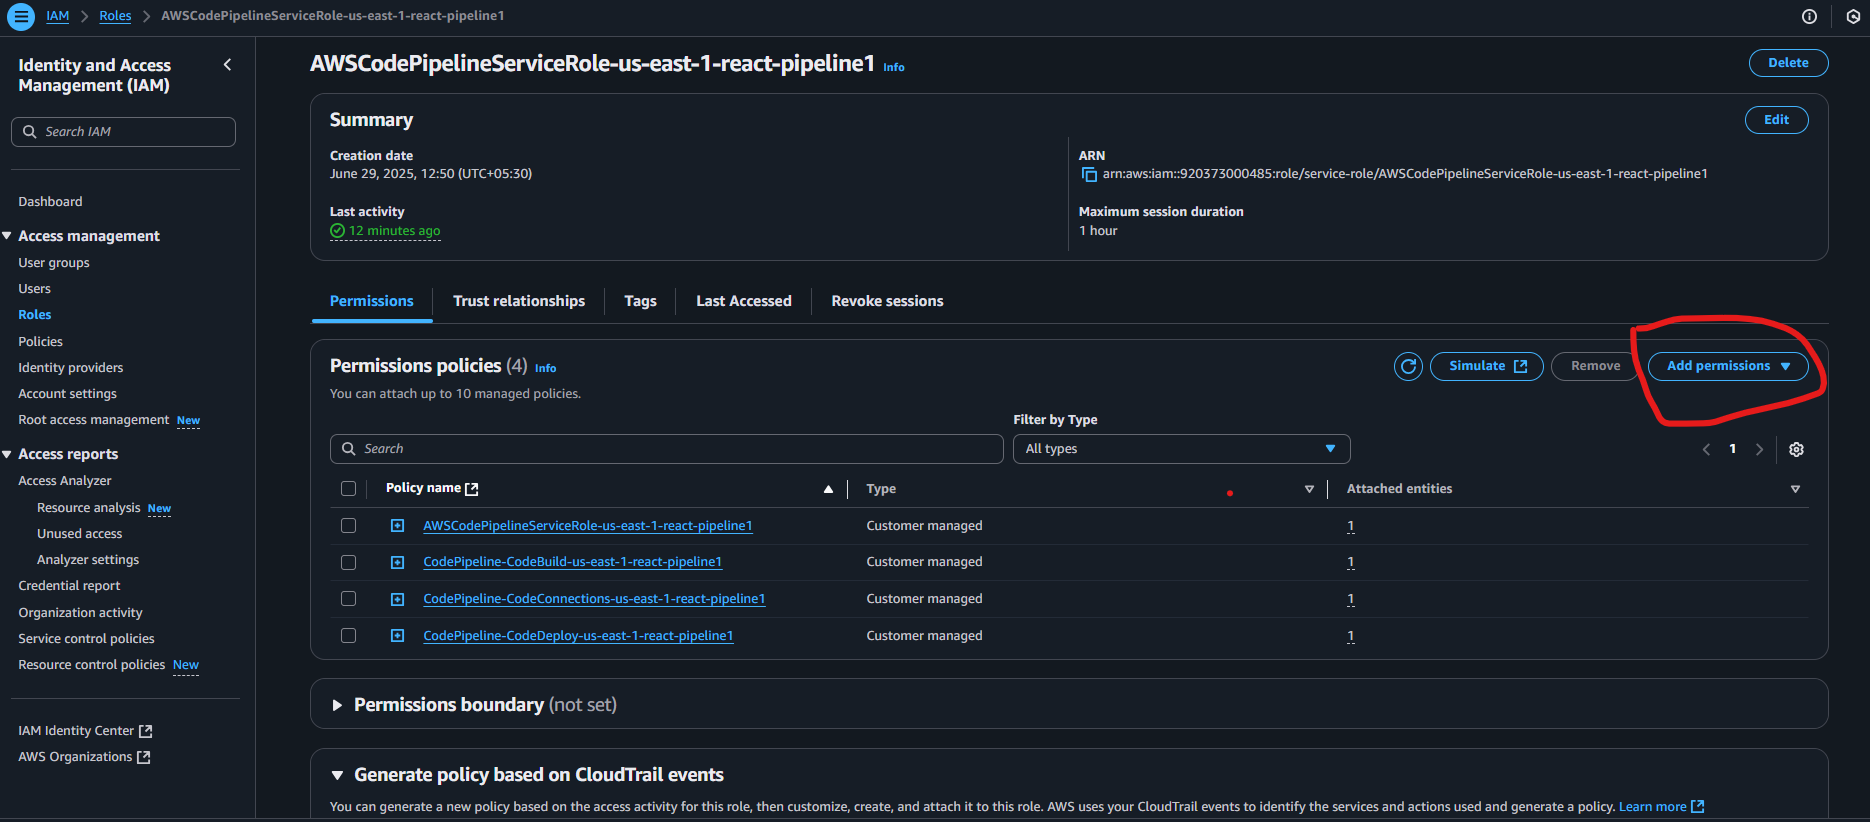 IAM > Roles > AWSCodePipelineServiceRole-us-east-1-react-pipeline1
Identity and Access
Management (IAM)
Search IAM
Dashboard
Access management
User groups
Users
Roles
Policies
Identity providers
Account settings
Root access management New
Access reports
Access Analyzer
Resource analysis New
Unused access
Analyzer settings
Credential report
Organization activity
Service control policies
Resource control policies New
IAM Identity Center
AWS Organizations
AWSCodePipelineServiceRole-us-east-1-react-pipeline1 Info
Delete
Summary
Edit
Creation date
June 29, 2025, 12:50 (UTC+05:30)
ARN
arn:aws:iam::920373000485:role/service-role/AWSCodePipelineServiceRole-us-east-1-react-pipeline1
Last activity
12 minutes ago
Maximum session duration
1 hour
Permissions Trust relationships Tags Last Accessed Revoke sessions
Permissions policies (4) Info
Simulate Remove Add permissions
You can attach up to 10 managed policies.
Filter by Type
Search
All types
1
Policy name Type Attached entities
AWSCodePipelineServiceRole-us-east-1-react-pipeline1 Customer managed 1
CodePipeline-CodeBuild-us-east-1-react-pipeline1 Customer managed 1
CodePipeline-CodeConnections-us-east-1-react-pipeline1 Customer managed 1
CodePipeline-CodeDeploy-us-east-1-react-pipeline1 Customer managed 1
Permissions boundary (not set)
Generate policy based on CloudTrail events
You can generate a new policy based on the access activity for this role, then customize, create, and attach it to this role. AWS uses your CloudTrail events to identify the services and actions used and generate a policy. Learn more